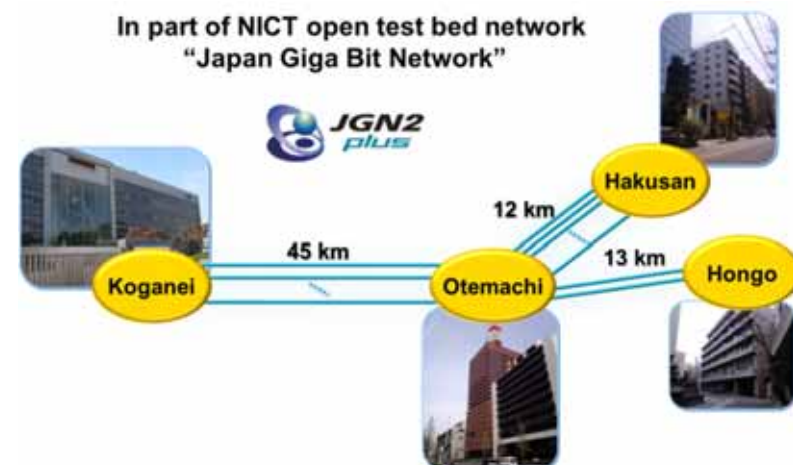 In part of NICT open test bed network
“Japan Giga Bit Network”
JGN2
plus
Hakusan
12 km
45 km
13 km
Koganei
Otemachi
Hongo